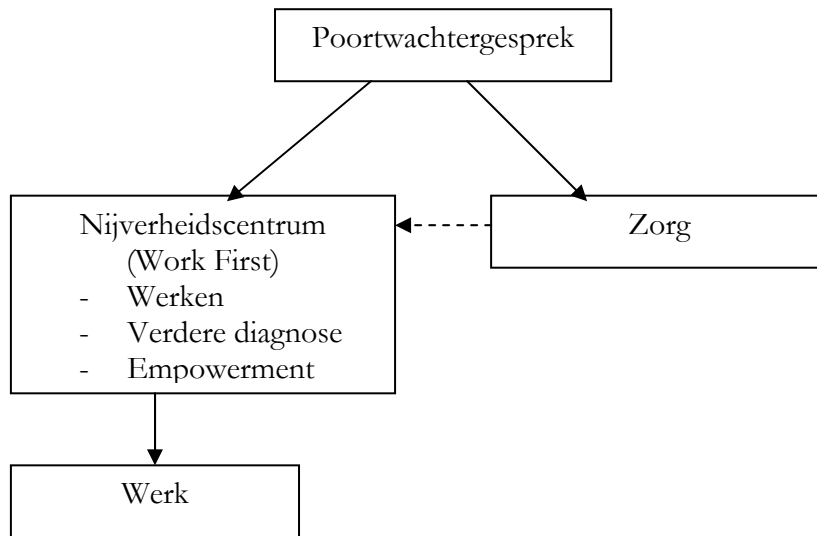 Poortwachtergesprek
Nijverheidscentrum
(Work First)
- Werken
- Verdere diagnose
- Empowerment
Zorg
Werk